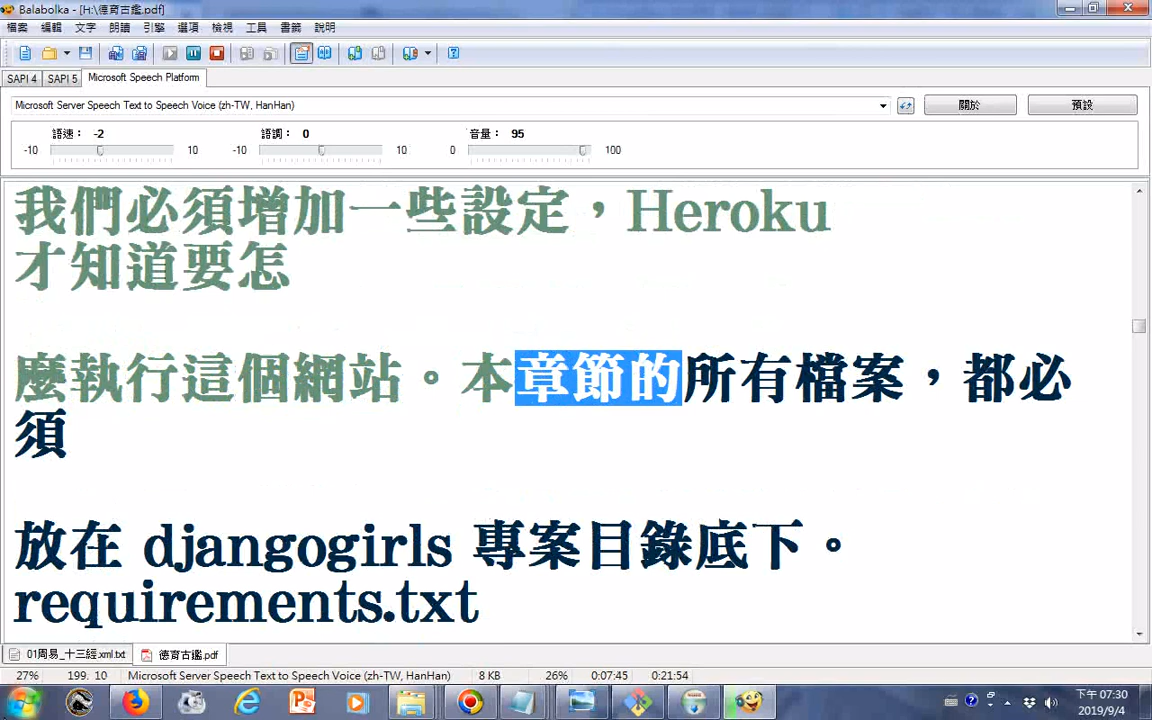 Balabolka - [H:\德育古鑑.pdf]
檔案 編輯 文字 朗讀 引擎 選項 檢視 工具 書籤 說明
SAPI 4 SAPI 5 Microsoft Speech Platform
Microsoft Server Speech Text to Speech Voice (zh-TW, HanHan) 關於 預設
語速： -2 語調： 0 音量： 95
-10 10 -10 10 0 100
我們必須增加一些設定，Heroku
才知道要怎
麼執行這個網站。本章節的所有檔案，都必
須
放在 djangogirls 專案目錄底下。
requirements.txt
01周易_十三經.xml.txt 德育古鑑.pdf
27% 199. 10 Microsoft Server Speech Text to Speech Voice (zh-TW, HanHan) 8 KB 26% 0:07:45 0:21:54
下午 07:30
2019/9/4